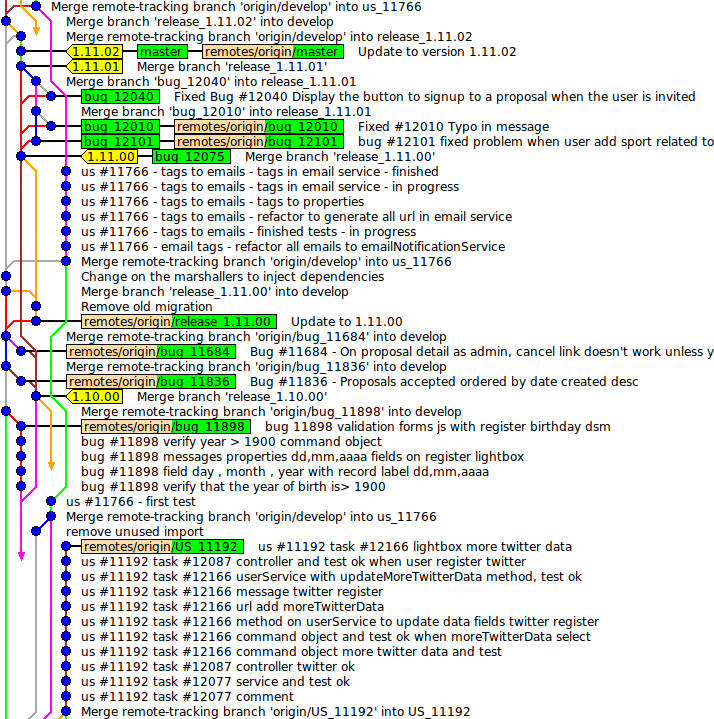 Merge remote-tracking branch 'origin/develop' into us_11766
Merge branch 'release_1.11.02' into develop
Merge remote-tracking branch 'origin/develop' into release_1.11.02
1.11.02 master remotes/origin/master Update to version 1.11.02
1.11.01 Merge branch 'release_1.11.01'
Merge branch 'bug_12040' into release_1.11.01
bug_12040 Fixed Bug #12040 Display the button to signup to a proposal when the user is invited
Merge branch 'bug_12010' into release_1.11.01
bug_12010 remotes/origin/bug_12010 Fixed #12010 Typo in message
bug_12101 remotes/origin/bug_12101 bug #12101 fixed problem when user add sport related to
1.11.00 bug_12075 Merge branch 'release_1.11.00'
us #11766 - tags to emails - tags in email service - finished
us #11766 - tags to emails - tags in email service - in progress
us #11766 - tags to emails - tags to properties
us #11766 - tags to emails - refactor to generate all url in email service
us #11766 - tags to emails - finished tests - in progress
us #11766 - email tags - refactor all emails to emailNotificationService
Merge remote-tracking branch 'origin/develop' into us_11766
Change on the marshallers to inject dependencies
Merge branch 'release_1.11.00' into develop
Remove old migration
remotes/origin/release_1.11.00 Update to 1.11.00
Merge remote-tracking branch 'origin/bug_11684' into develop
remotes/origin/bug_11684 Bug #11684 - On proposal detail as admin, cancel link doesn't work unless y
Merge remote-tracking branch 'origin/bug_11836' into develop
remotes/origin/bug_11836 Bug #11836 - Proposals accepted ordered by date created desc
1.10.00 Merge branch 'release_1.10.00'
Merge remote-tracking branch 'origin/bug_11898' into develop
remotes/origin/bug_11898 bug 11898 validation forms js with register birthday dsm
bug #11898 verify year > 1900 command object
bug #11898 messages properties dd,mm,aaaa fields on register lightbox
bug #11898 field day , month , year with record label dd,mm,aaaa
bug #11898 verify that the year of birth is> 1900
us #11766 - first test
Merge remote-tracking branch 'origin/develop' into us_11766
remove unused import
remotes/origin/US_11192 us #11192 task #12166 lightbox more twitter data
us #11192 task #12087 controller and test ok when user register twitter
us #11192 task #12166 userService with updateMoreTwitterData method, test ok
us #11192 task #12166 message twitter register
us #11192 task #12166 url add moreTwitterData
us #11192 task #12166 method on userService to update data fields twitter register
us #11192 task #12166 command object and test ok when moreTwitterData select
us #11192 task #12166 command object more twitter data and test
us #11192 task #12087 controller twitter ok
us #11192 task #12077 service and test ok
us #11192 task #12077 comment
Merge remote-tracking branch 'origin/US_11192' into US_11192